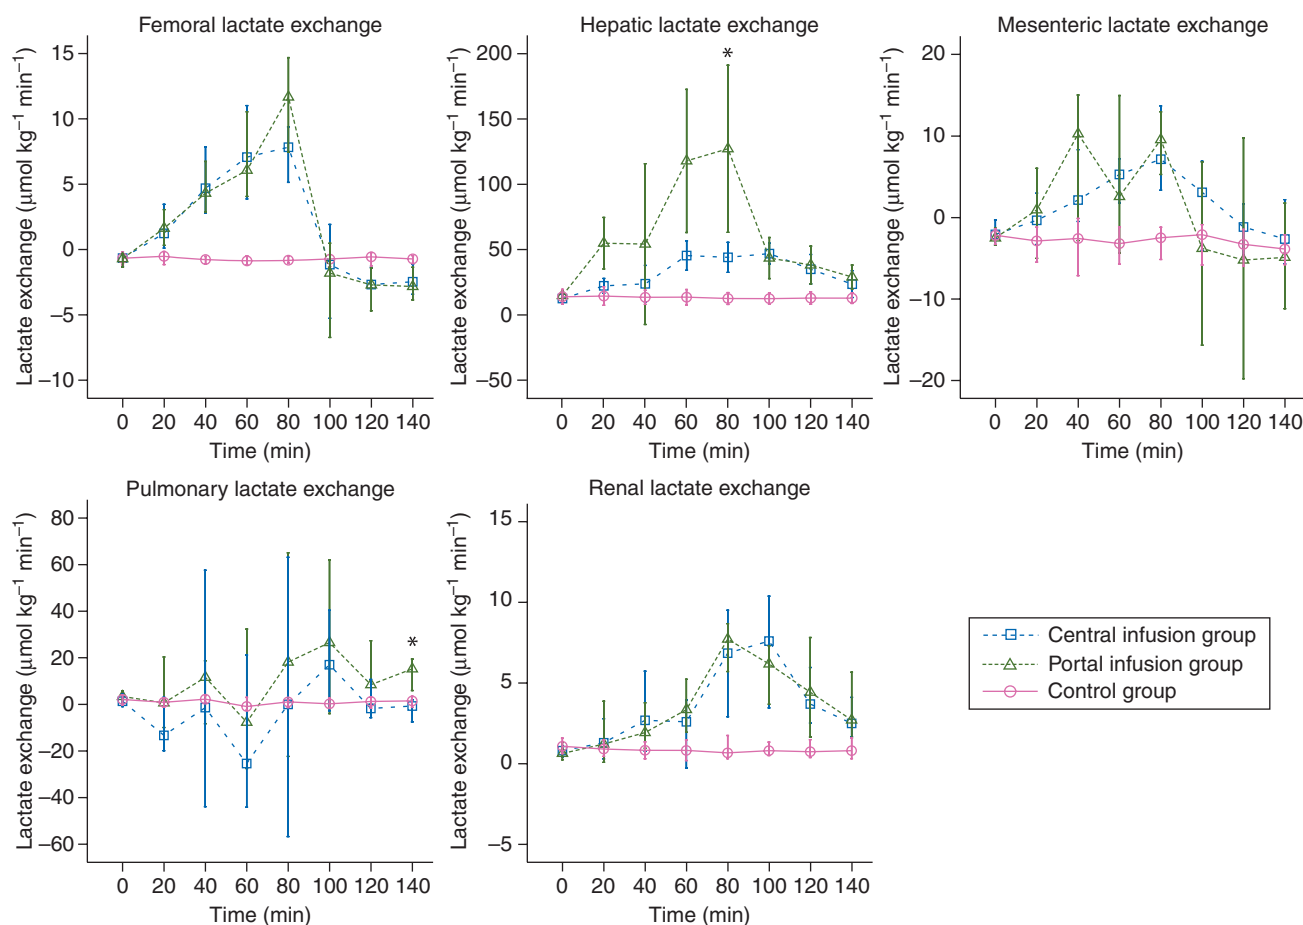 Femoral lactate exchange
Lactate exchange (μmol kg⁻¹ min⁻¹)
15
10
5
0
−5
−10
0 20 40 60 80 100 120 140
Time (min)
Hepatic lactate exchange
Lactate exchange (μmol kg⁻¹ min⁻¹)
200
150
100
50
0
−50
*
0 20 40 60 80 100 120 140
Time (min)
Mesenteric lactate exchange
Lactate exchange (μmol kg⁻¹ min⁻¹)
20
10
0
−10
−20
0 20 40 60 80 100 120 140
Time (min)
Pulmonary lactate exchange
Lactate exchange (μmol kg⁻¹ min⁻¹)
80
60
40
20
0
−20
−40
−60
*
0 20 40 60 80 100 120 140
Time (min)
Renal lactate exchange
Lactate exchange (μmol kg⁻¹ min⁻¹)
15
10
5
0
−5
0 20 40 60 80 100 120 140
Time (min)
Central infusion group
Portal infusion group
Control group